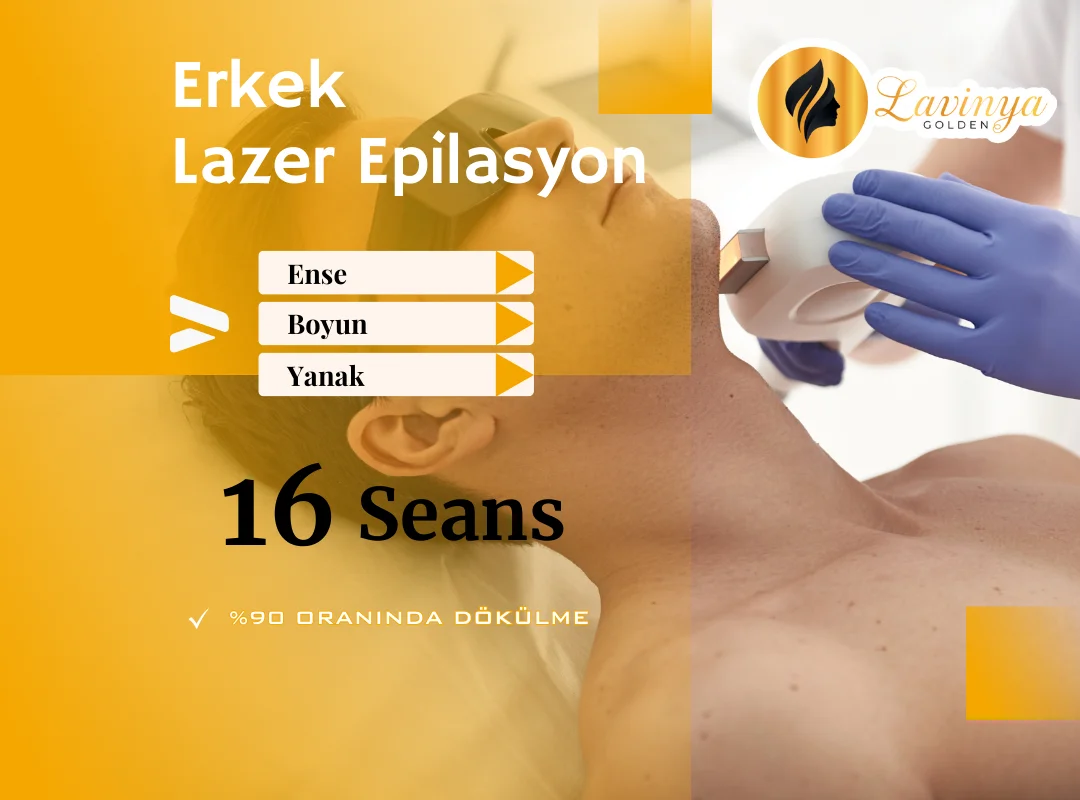 Erkek
Lazer Epilasyon
Lavinya
GOLDEN
Ense
Boyun
Yanak
16 Seans
%90 ORANINDA DÖKÜLME